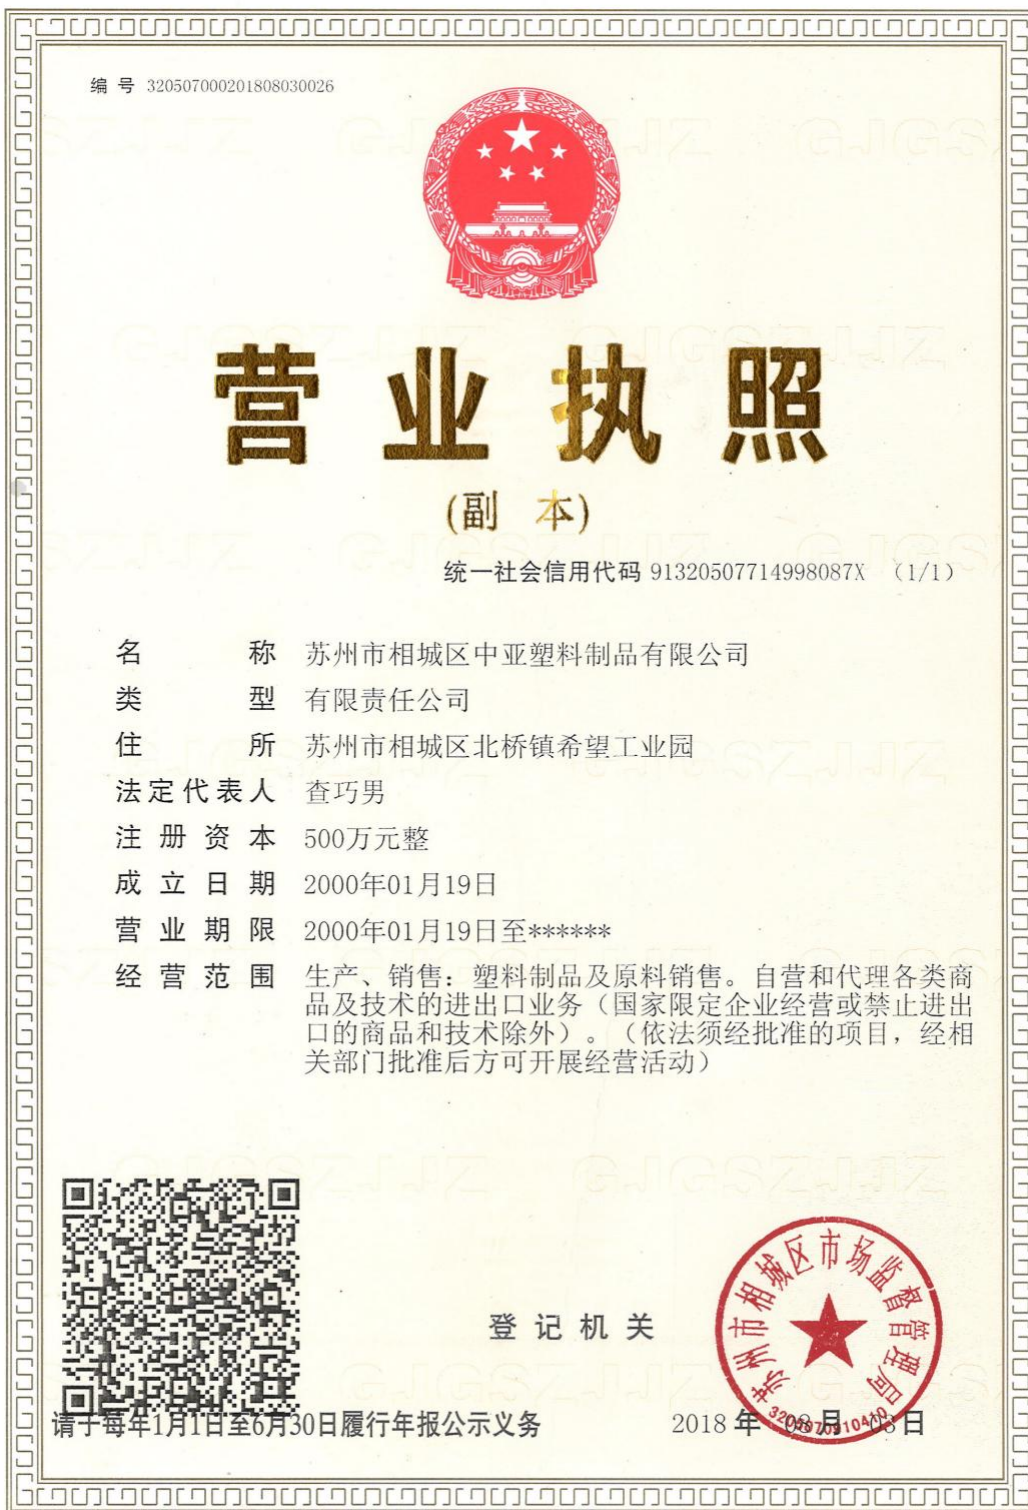 编 号 320507000201808030026
营业执照
(副 本)
统一社会信用代码 91320507714998087X (1/1)
名 称 苏州市相城区中亚塑料制品有限公司
类 型 有限责任公司
住 所 苏州市相城区北桥镇希望工业园
法定代表人 查巧男
注册资本 500万元整
成立日期 2000年01月19日
营业期限 2000年01月19日至******
经营范围 生产、销售：塑料制品及原料销售。自营和代理各类商
品及技术的进出口业务（国家限定企业经营或禁止进出
口的商品和技术除外）。（依法须经批准的项目，经相
关部门批准后方可开展经营活动）
登记机关
苏州市相城区市场监督管理局
请于每年1月1日至6月30日履行年报公示义务
2018 年 08 月 03 日